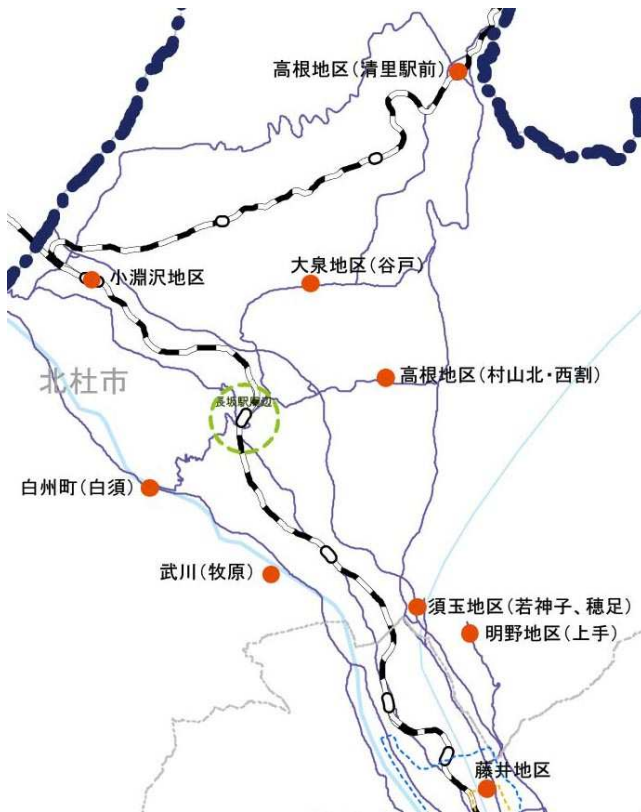 高根地区(清里駅前)
小淵沢地区
大泉地区(谷戸)
北杜市
高根地区(村山北・西割)
長坂駅周辺
白州町(白須)
武川(牧原)
須玉地区(若神子、穂足)
明野地区(上手)
藤井地区